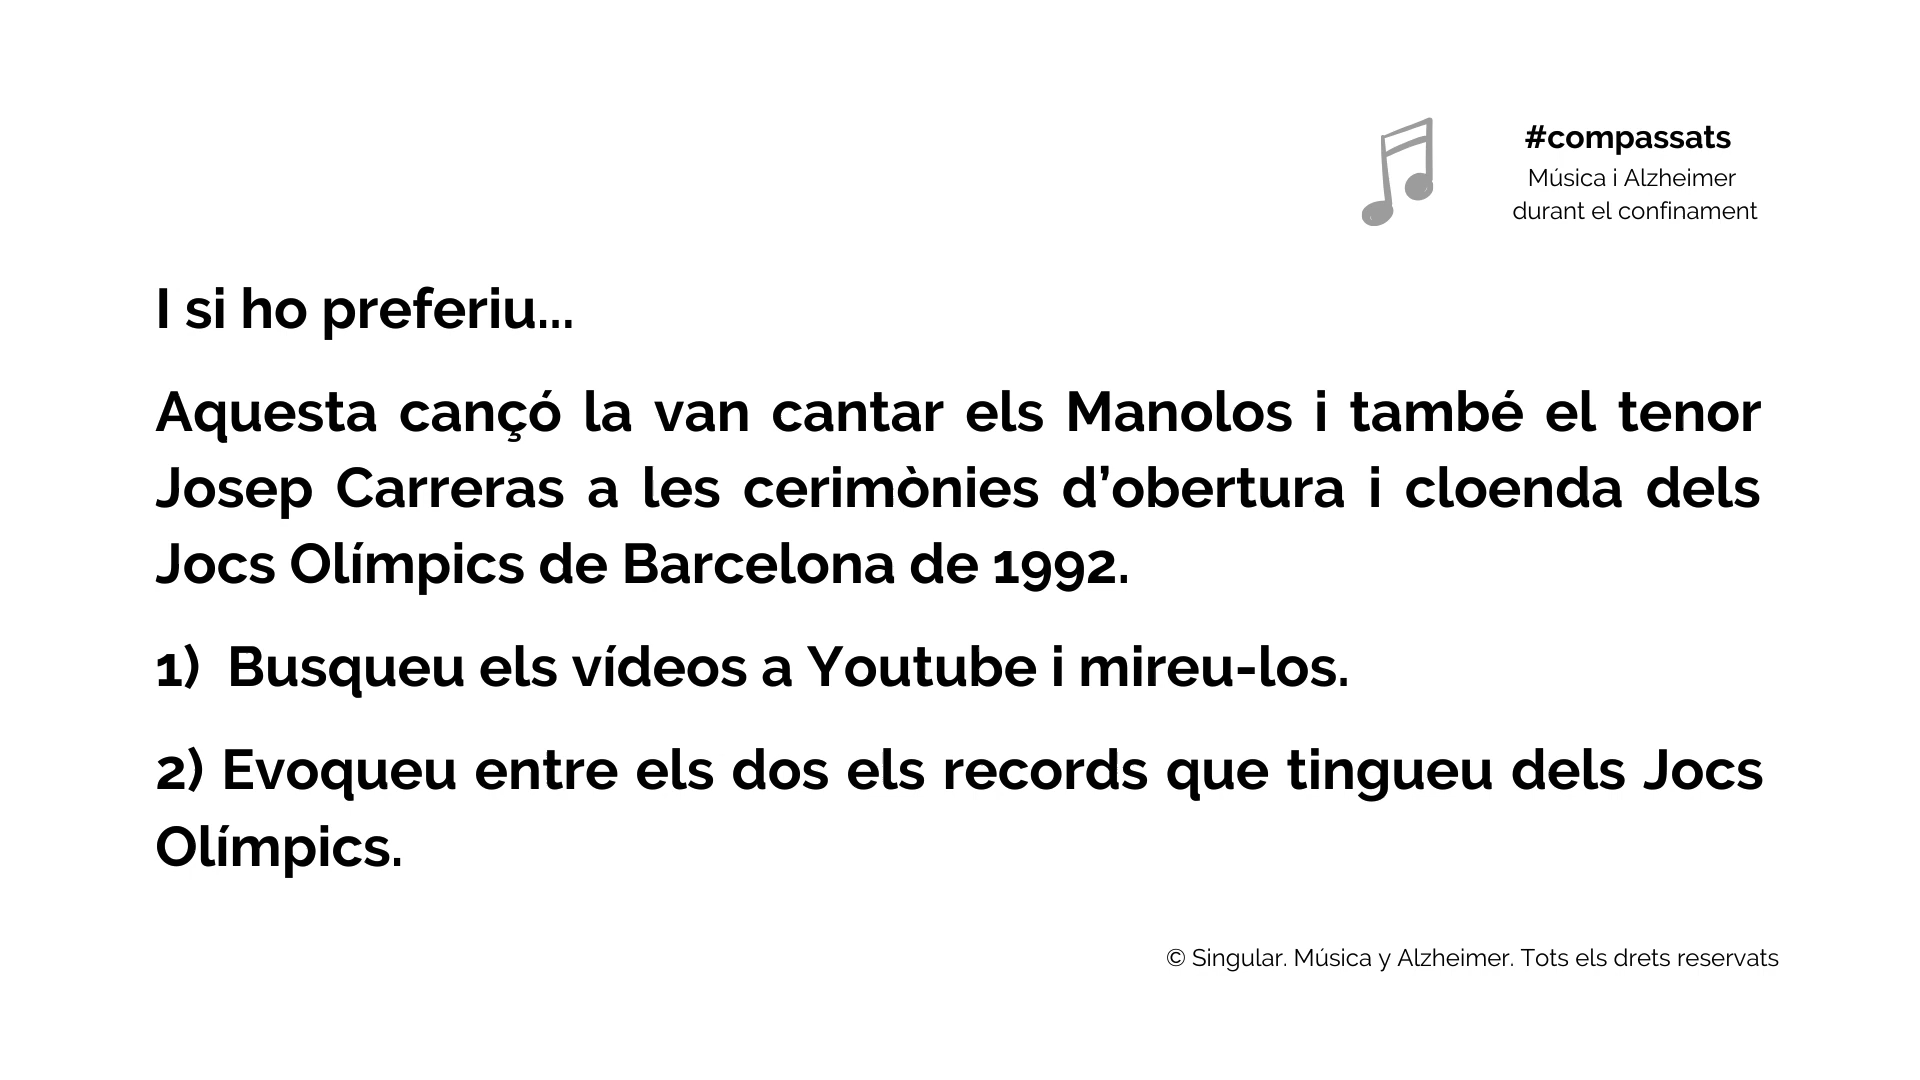 #compassats
Música i Alzheimer
durant el confinament
I si ho preferiu...
Aquesta cançó la van cantar els Manolos i també el tenor
Josep Carreras a les cerimònies d’obertura i cloenda dels
Jocs Olímpics de Barcelona de 1992.
1)  Busqueu els vídeos a Youtube i mireu-los.
2) Evoqueu entre els dos els records que tingueu dels Jocs
Olímpics.
© Singular. Música y Alzheimer. Tots els drets reservats